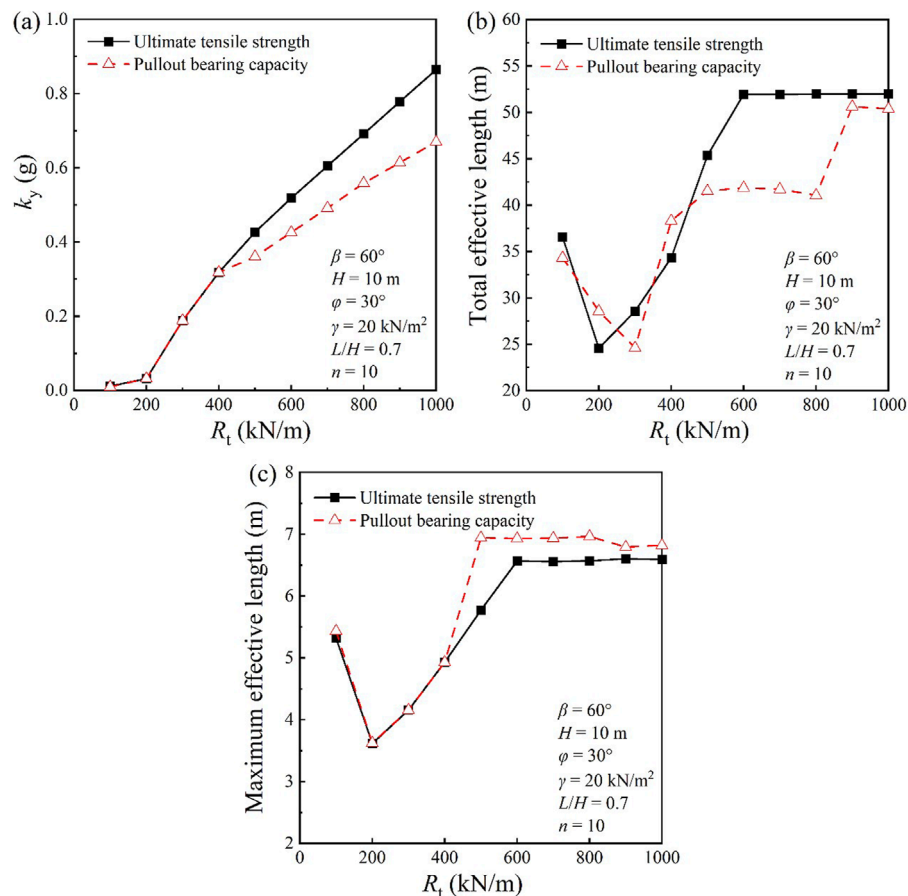 (a)
1.0
0.8
0.6
0.4
0.2
0.0
k_y (g)
Ultimate tensile strength
Pullout bearing capacity
β = 60°
H = 10 m
φ = 30°
γ = 20 kN/m²
L/H = 0.7
n = 10
0 200 400 600 800 1000
R_t (kN/m)
(b)
60
55
50
45
40
35
30
25
20
Total effective length (m)
Ultimate tensile strength
Pullout bearing capacity
β = 60°
H = 10 m
φ = 30°
γ = 20 kN/m²
L/H = 0.7
n = 10
0 200 400 600 800 1000
R_t (kN/m)
(c)
8
7
6
5
4
3
2
Maximum effective length (m)
Ultimate tensile strength
Pullout bearing capacity
β = 60°
H = 10 m
φ = 30°
γ = 20 kN/m²
L/H = 0.7
n = 10
0 200 400 600 800 1000
R_t (kN/m)